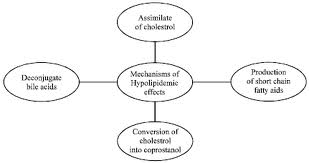 Assimilate
of cholestrol
Deconjugate
bile acids
Mechanisms of
Hypolipidemic
effects
Production
of short chain
fatty aids
Conversion of
cholestrol
into coprostanol